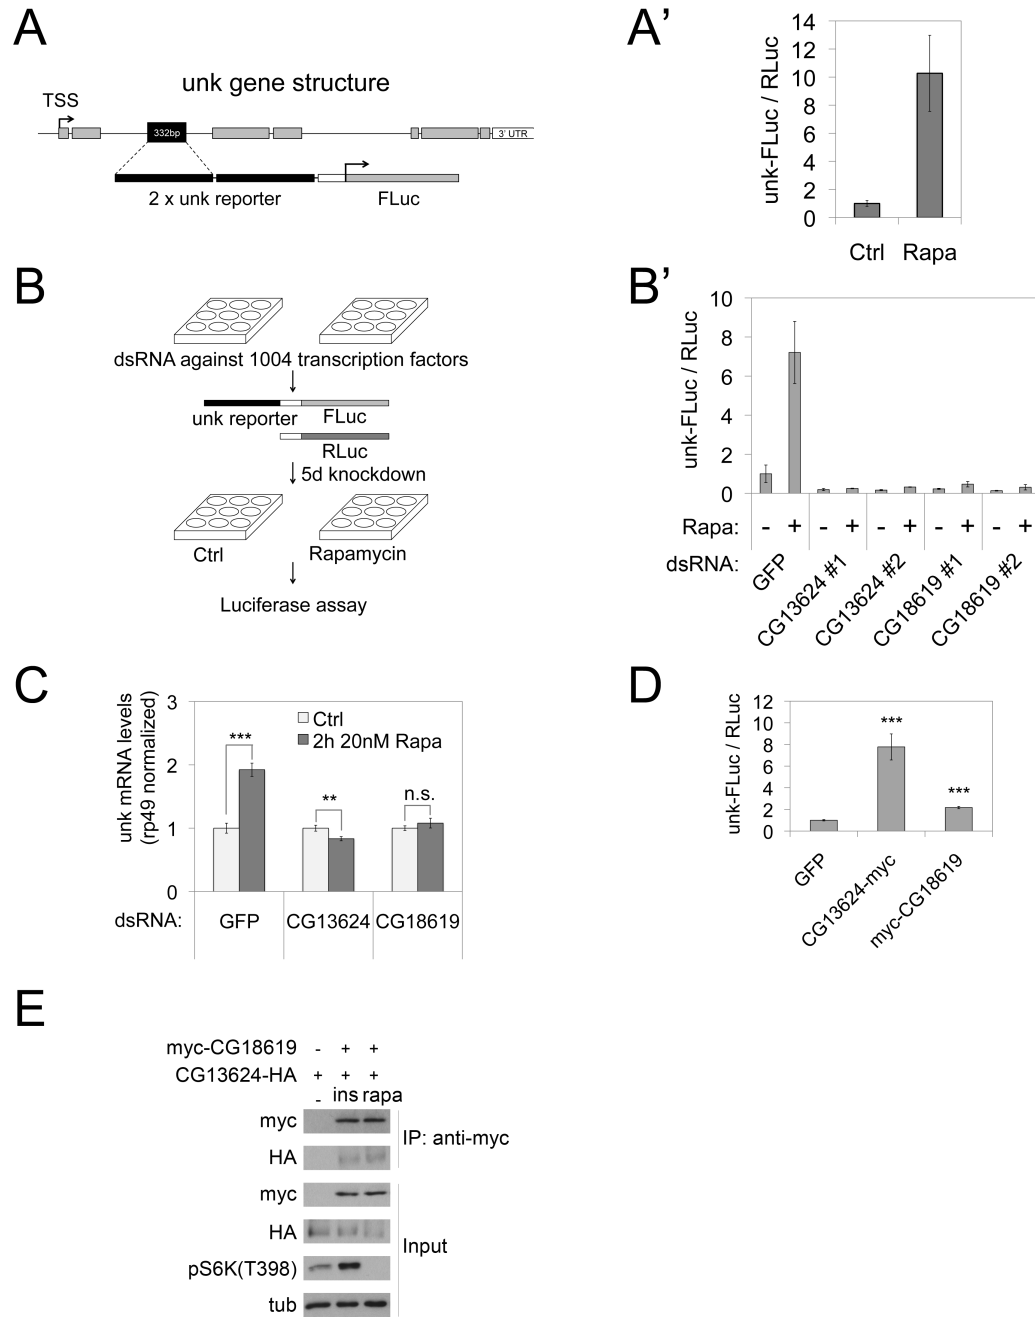 A
unk gene structure
TSS
332bp
3' UTR
2 x unk reporter
FLuc
A'
unk-FLuc / RLuc
14
12
10
8
6
4
2
0
Ctrl Rapa
B
dsRNA against 1004 transcription factors
unk reporter FLuc
RLuc
5d knockdown
Ctrl Rapamycin
Luciferase assay
B'
unk-FLuc / RLuc
10
8
6
4
2
0
Rapa: - + - + - + - + - +
dsRNA:
GFP
CG13624 #1
CG13624 #2
CG18619 #1
CG18619 #2
C
unk mRNA levels
(rp49 normalized)
3
2
1
0
Ctrl
2h 20nM Rapa
***
**
n.s.
dsRNA: GFP CG13624 CG18619
D
unk-FLuc / RLuc
12
10
8
6
4
2
0
***
***
GFP
CG13624-myc
myc-CG18619
E
myc-CG18619 - + +
CG13624-HA + + +
- ins rapa
myc
HA
IP: anti-myc
myc
HA
pS6K(T398)
tub
Input